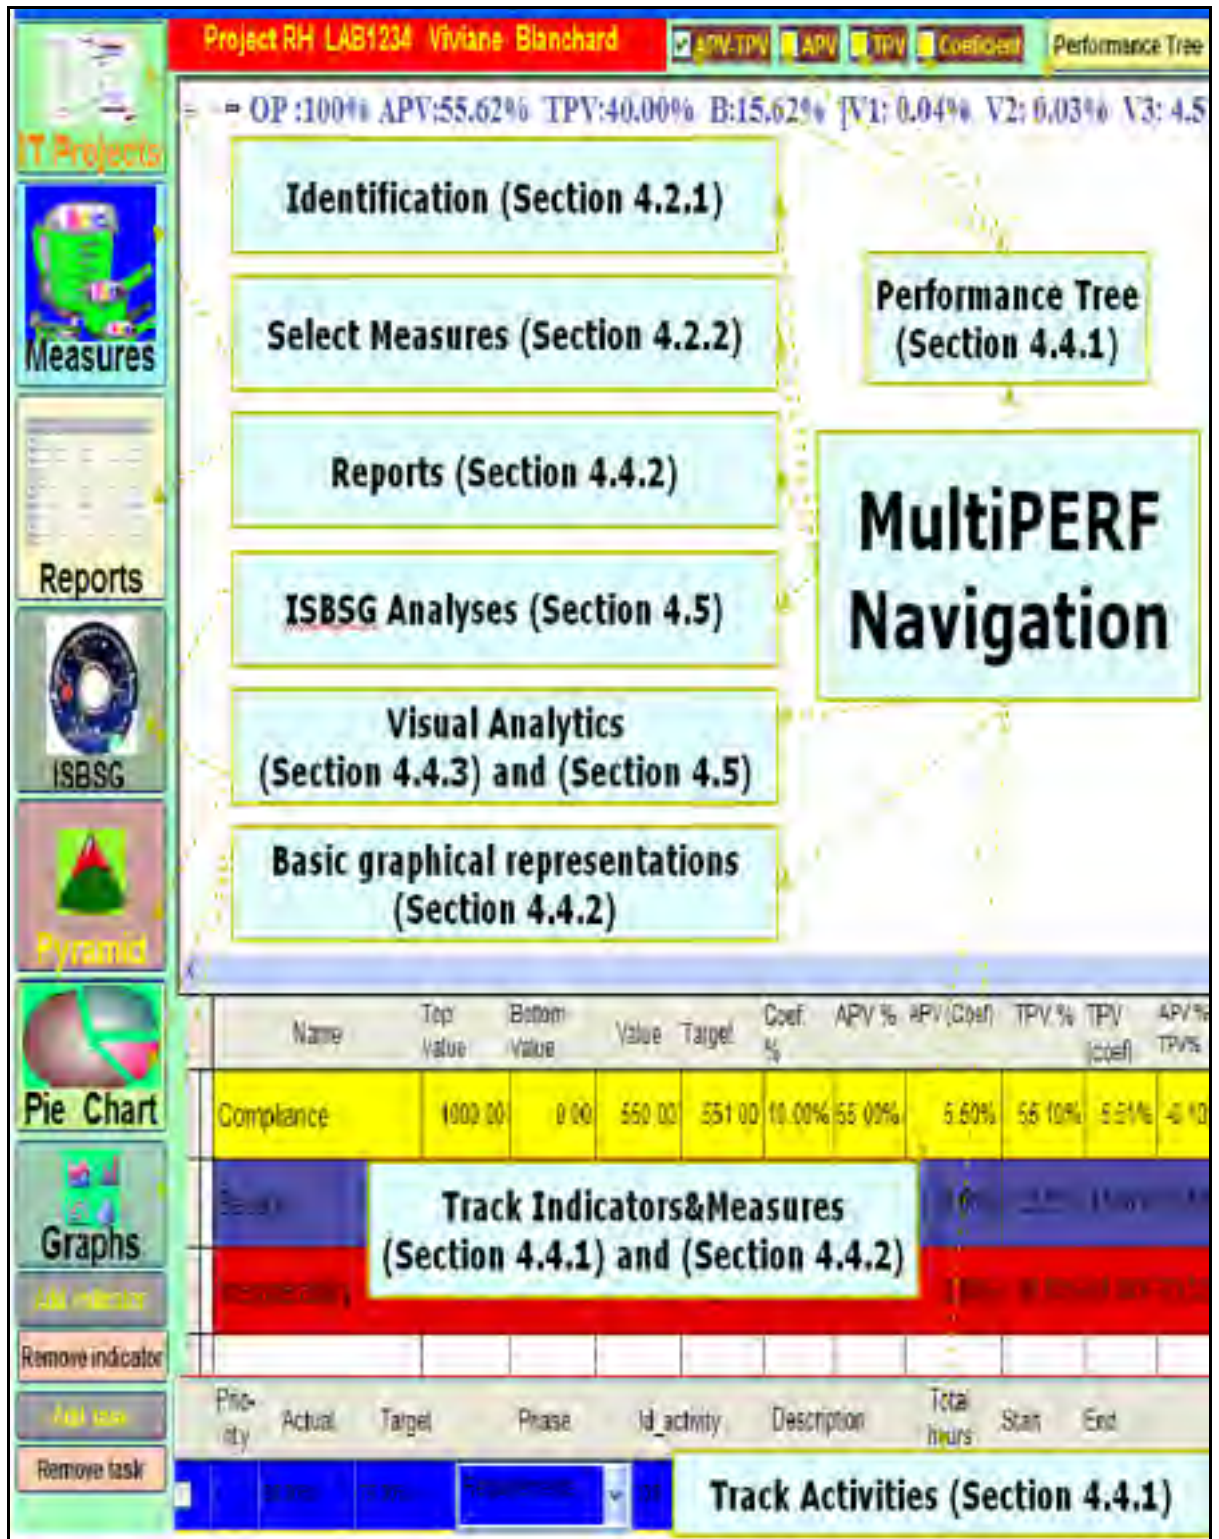 Project RH LAB1234 Viviane Blanchard
APV-TPV APV TPV Coeficient Performance Tree
IT Projects
Measures
Reports
ISBSG
Pyramid
Pie Chart
Graphs
Add indicator
Remove indicator
Add task
Remove task
OP :100% APV:55.62% TPV:40.00% B:15.62% [V1: 0.04% V2: 0.03% V3: 4.5
Identification (Section 4.2.1)
Select Measures (Section 4.2.2)
Reports (Section 4.4.2)
ISBSG Analyses (Section 4.5)
Visual Analytics
(Section 4.4.3) and (Section 4.5)
Basic graphical representations
(Section 4.4.2)
Performance Tree
(Section 4.4.1)
MultiPERF
Navigation
Name Top Value Bottom Value Value Target Coef. % APV % APV (Coef) TPV % TPV (coef) APV % TPV%
Compliance 1000.00 0.00 550.00 551.00 10.00% 55.00% 5.50% 55.10% 5.51%
Track Indicators&Measures
(Section 4.4.1) and (Section 4.4.2)
Prio-rity Actual Target Phase Id_activity Description Total hours Start End
Track Activities (Section 4.4.1)